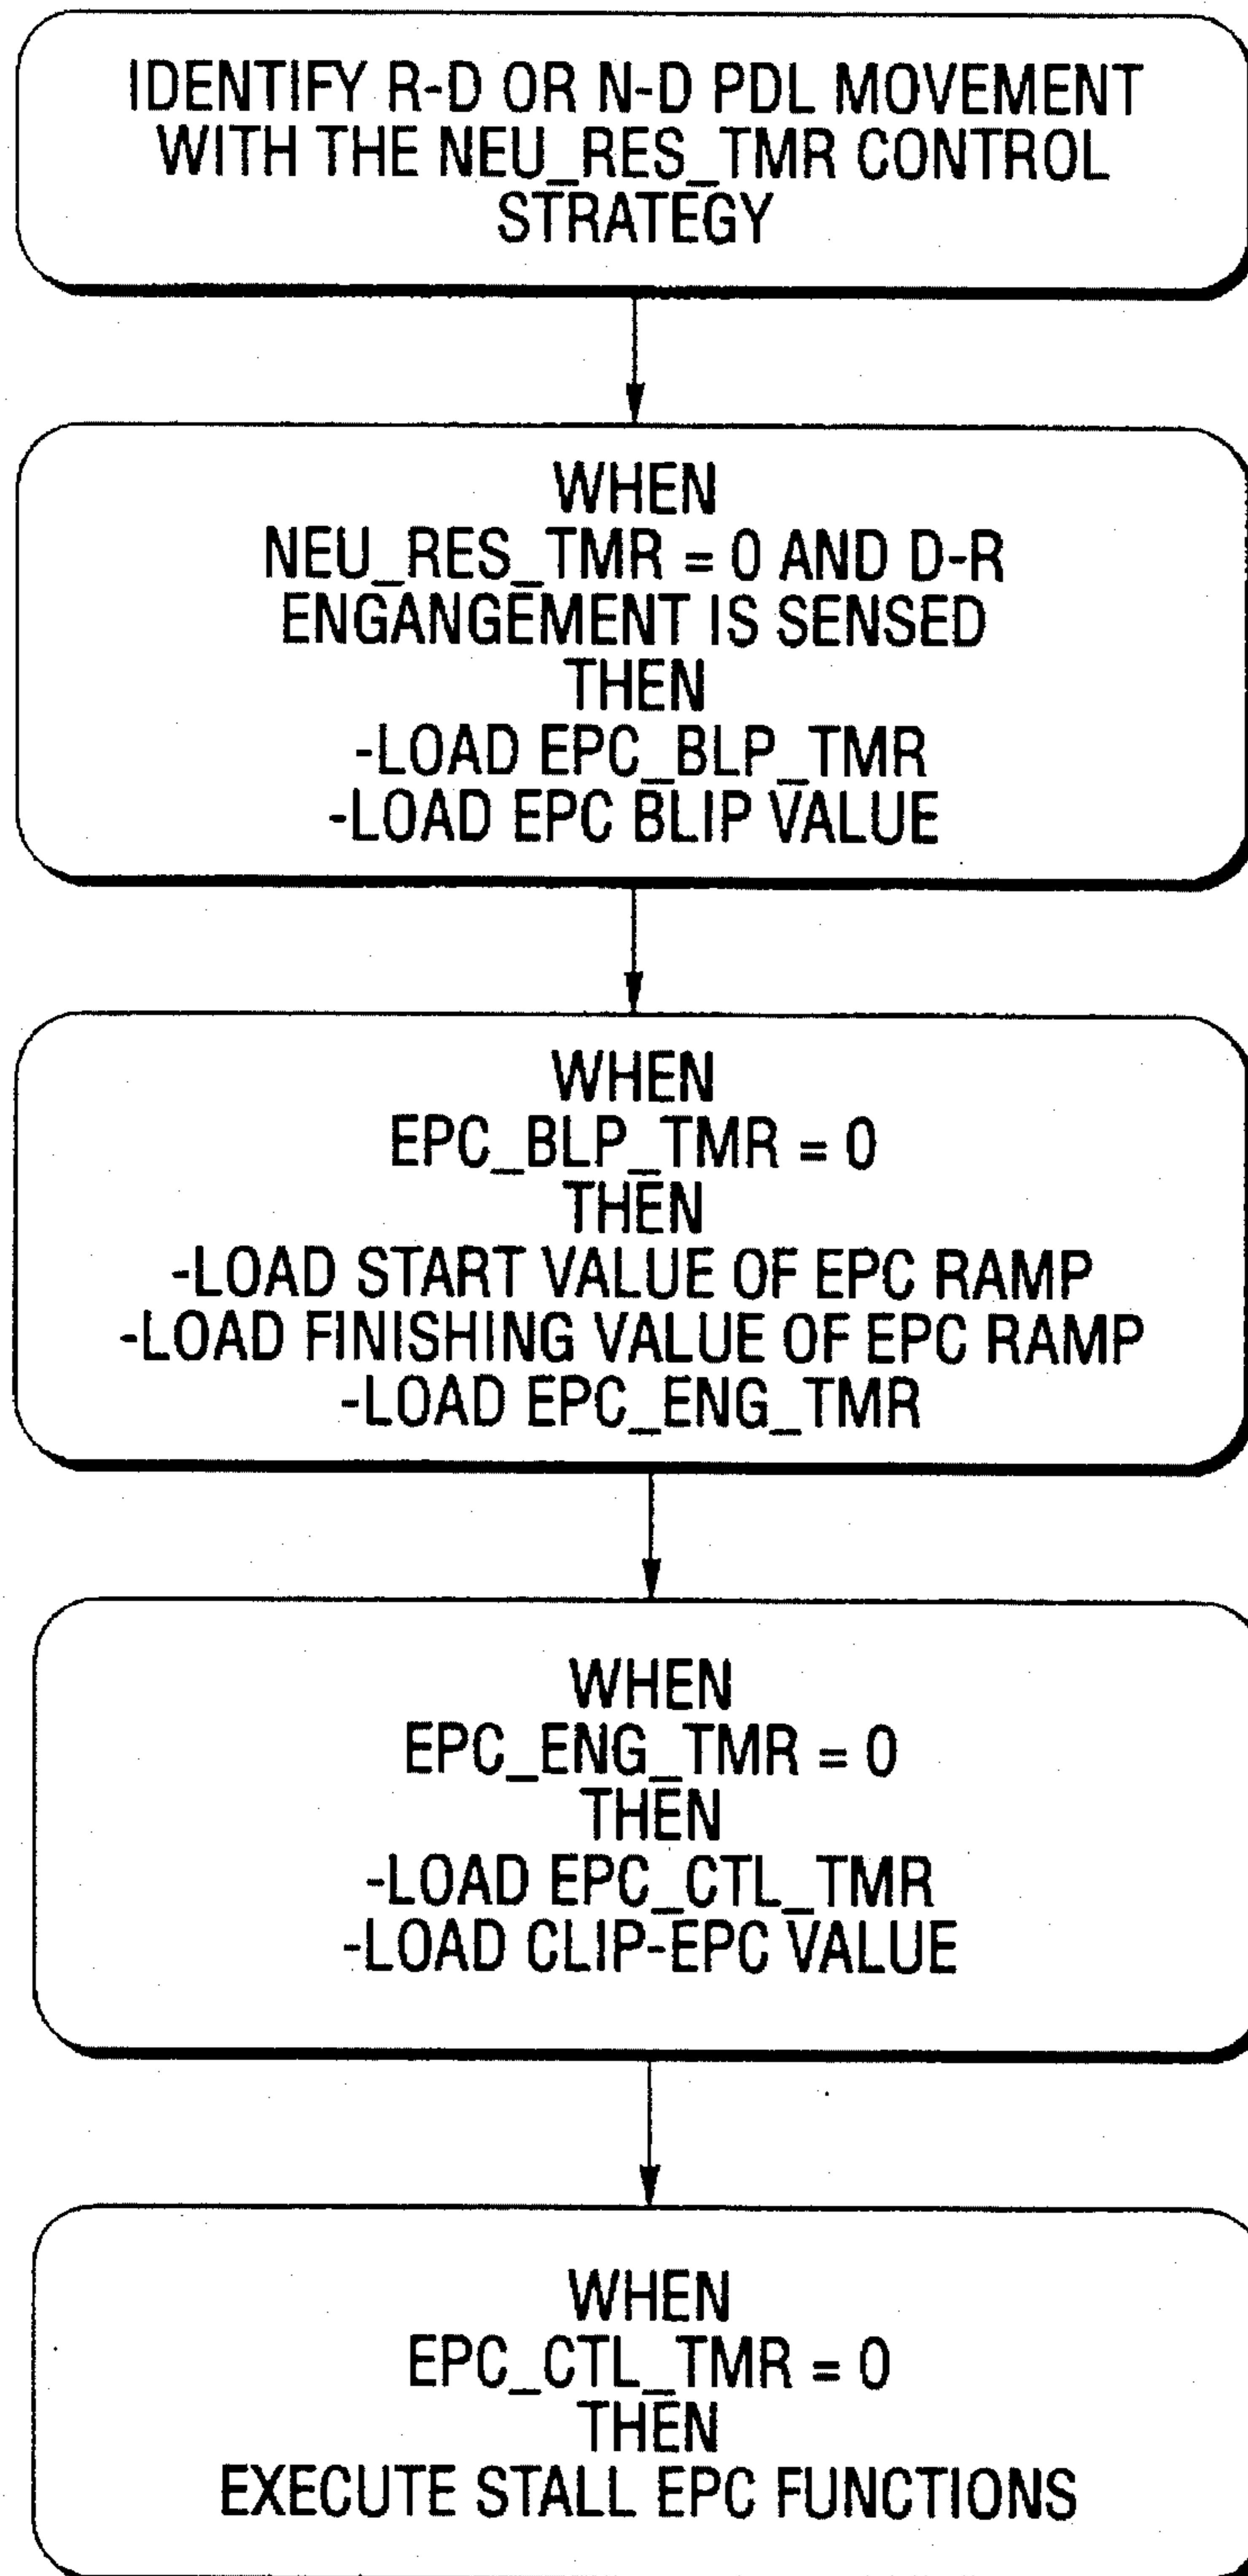 IDENTIFY R-D OR N-D PDL MOVEMENT
WITH THE NEU_RES_TMR CONTROL
STRATEGY
WHEN
NEU_RES_TMR = 0 AND D-R
ENGANGEMENT IS SENSED
THEN
-LOAD EPC_BLP_TMR
-LOAD EPC BLIP VALUE
WHEN
EPC_BLP_TMR = 0
THEN
-LOAD START VALUE OF EPC RAMP
-LOAD FINISHING VALUE OF EPC RAMP
-LOAD EPC_ENG_TMR
WHEN
EPC_ENG_TMR = 0
THEN
-LOAD EPC_CTL_TMR
-LOAD CLIP-EPC VALUE
WHEN
EPC_CTL_TMR = 0
THEN
EXECUTE STALL EPC FUNCTIONS